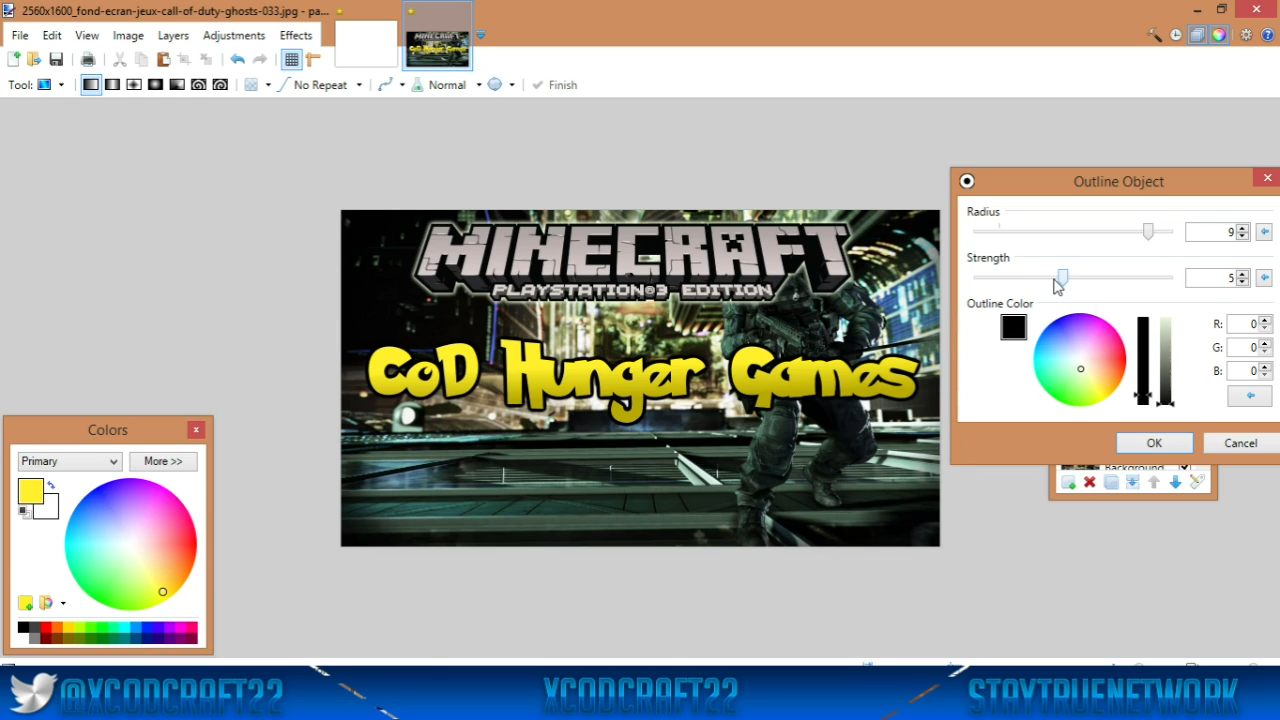 2560x1600_fond-ecran-jeux-call-of-duty-ghosts-033.jpg - pa...
File Edit View Image Layers Adjustments Effects
Tool: No Repeat Normal Finish
MINECRAFT
PLAYSTATION®3 EDITION
CoD Hunger Games
Outline Object
Radius
9
Strength
5
Outline Color
R: 0
G: 0
B: 0
OK Cancel
Background
Colors
Primary More >>
@XCODCRAFT22 XCODCRAFT22 STAYTRUENETWORK